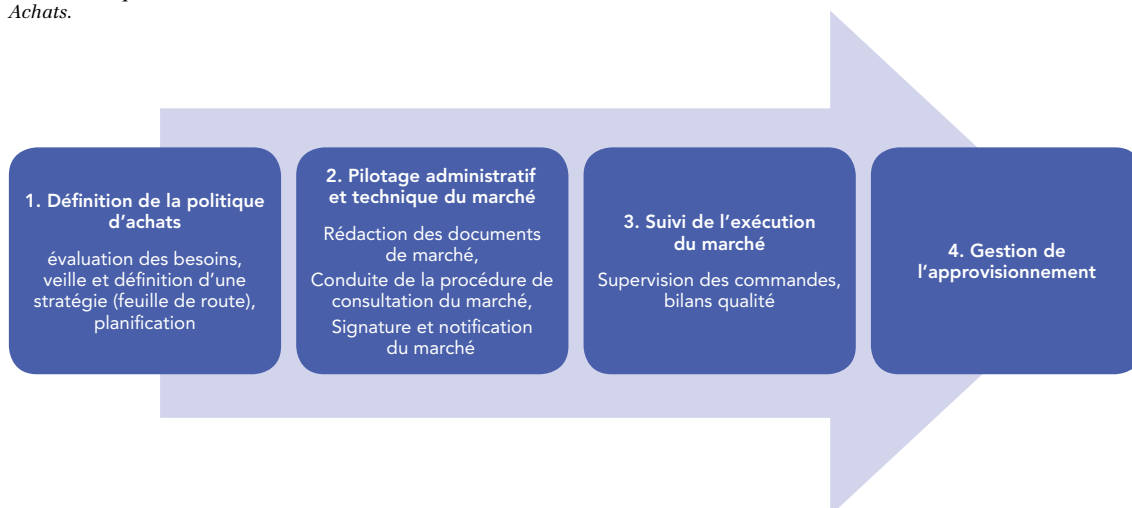 Achats.
1. Définition de la politique
d'achats
évaluation des besoins,
veille et définition d'une
stratégie (feuille de route),
planification
2. Pilotage administratif
et technique du marché
Rédaction des documents
de marché,
Conduite de la procédure de
consultation du marché,
Signature et notification
du marché
3. Suivi de l'exécution
du marché
Supervision des commandes,
bilans qualité
4. Gestion de
l'approvisionnement